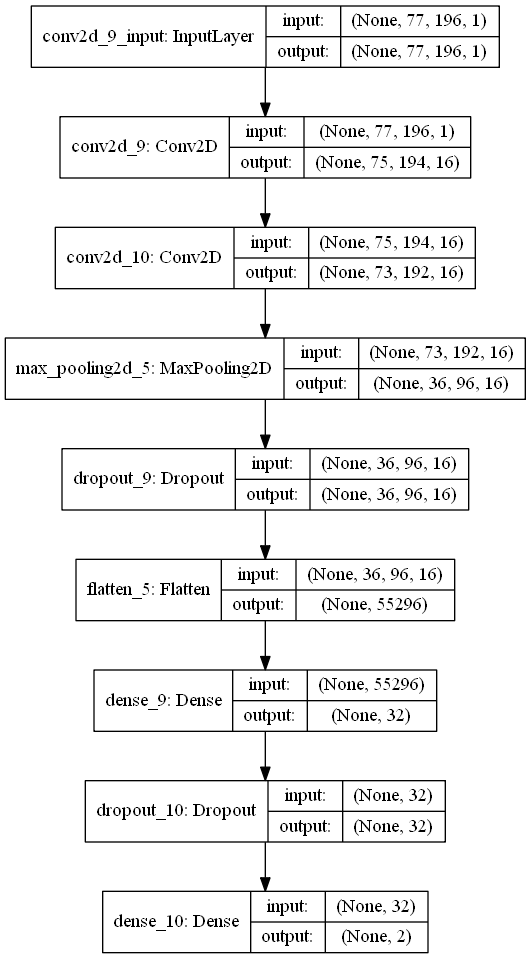 conv2d_9_input: InputLayer
input: (None, 77, 196, 1)
output: (None, 77, 196, 1)
conv2d_9: Conv2D
input: (None, 77, 196, 1)
output: (None, 75, 194, 16)
conv2d_10: Conv2D
input: (None, 75, 194, 16)
output: (None, 73, 192, 16)
max_pooling2d_5: MaxPooling2D
input: (None, 73, 192, 16)
output: (None, 36, 96, 16)
dropout_9: Dropout
input: (None, 36, 96, 16)
output: (None, 36, 96, 16)
flatten_5: Flatten
input: (None, 36, 96, 16)
output: (None, 55296)
dense_9: Dense
input: (None, 55296)
output: (None, 32)
dropout_10: Dropout
input: (None, 32)
output: (None, 32)
dense_10: Dense
input: (None, 32)
output: (None, 2)